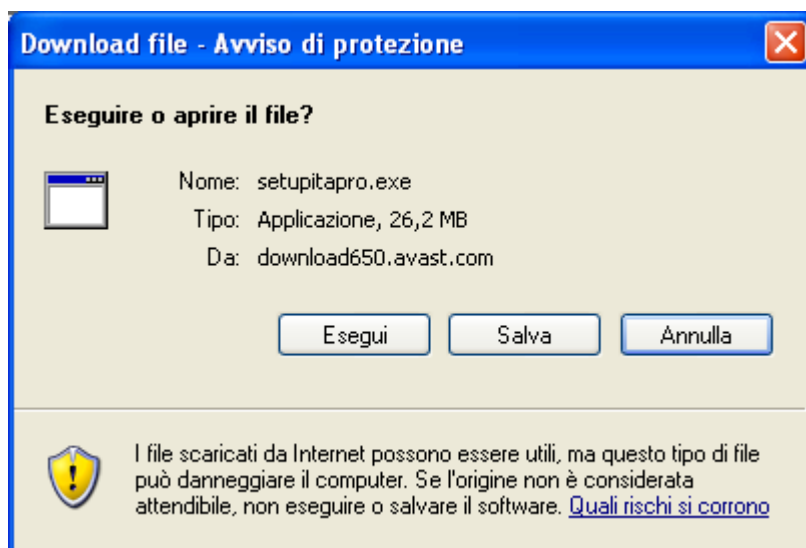 Download file - Avviso di protezione
Eseguire o aprire il file?
Nome: setupitapro.exe
Tipo: Applicazione, 26,2 MB
Da: download650.avast.com
Esegui Salva Annulla
I file scaricati da Internet possono essere utili, ma questo tipo di file
può danneggiare il computer. Se l'origine non è considerata
attendibile, non eseguire o salvare il software. Quali rischi si corrono